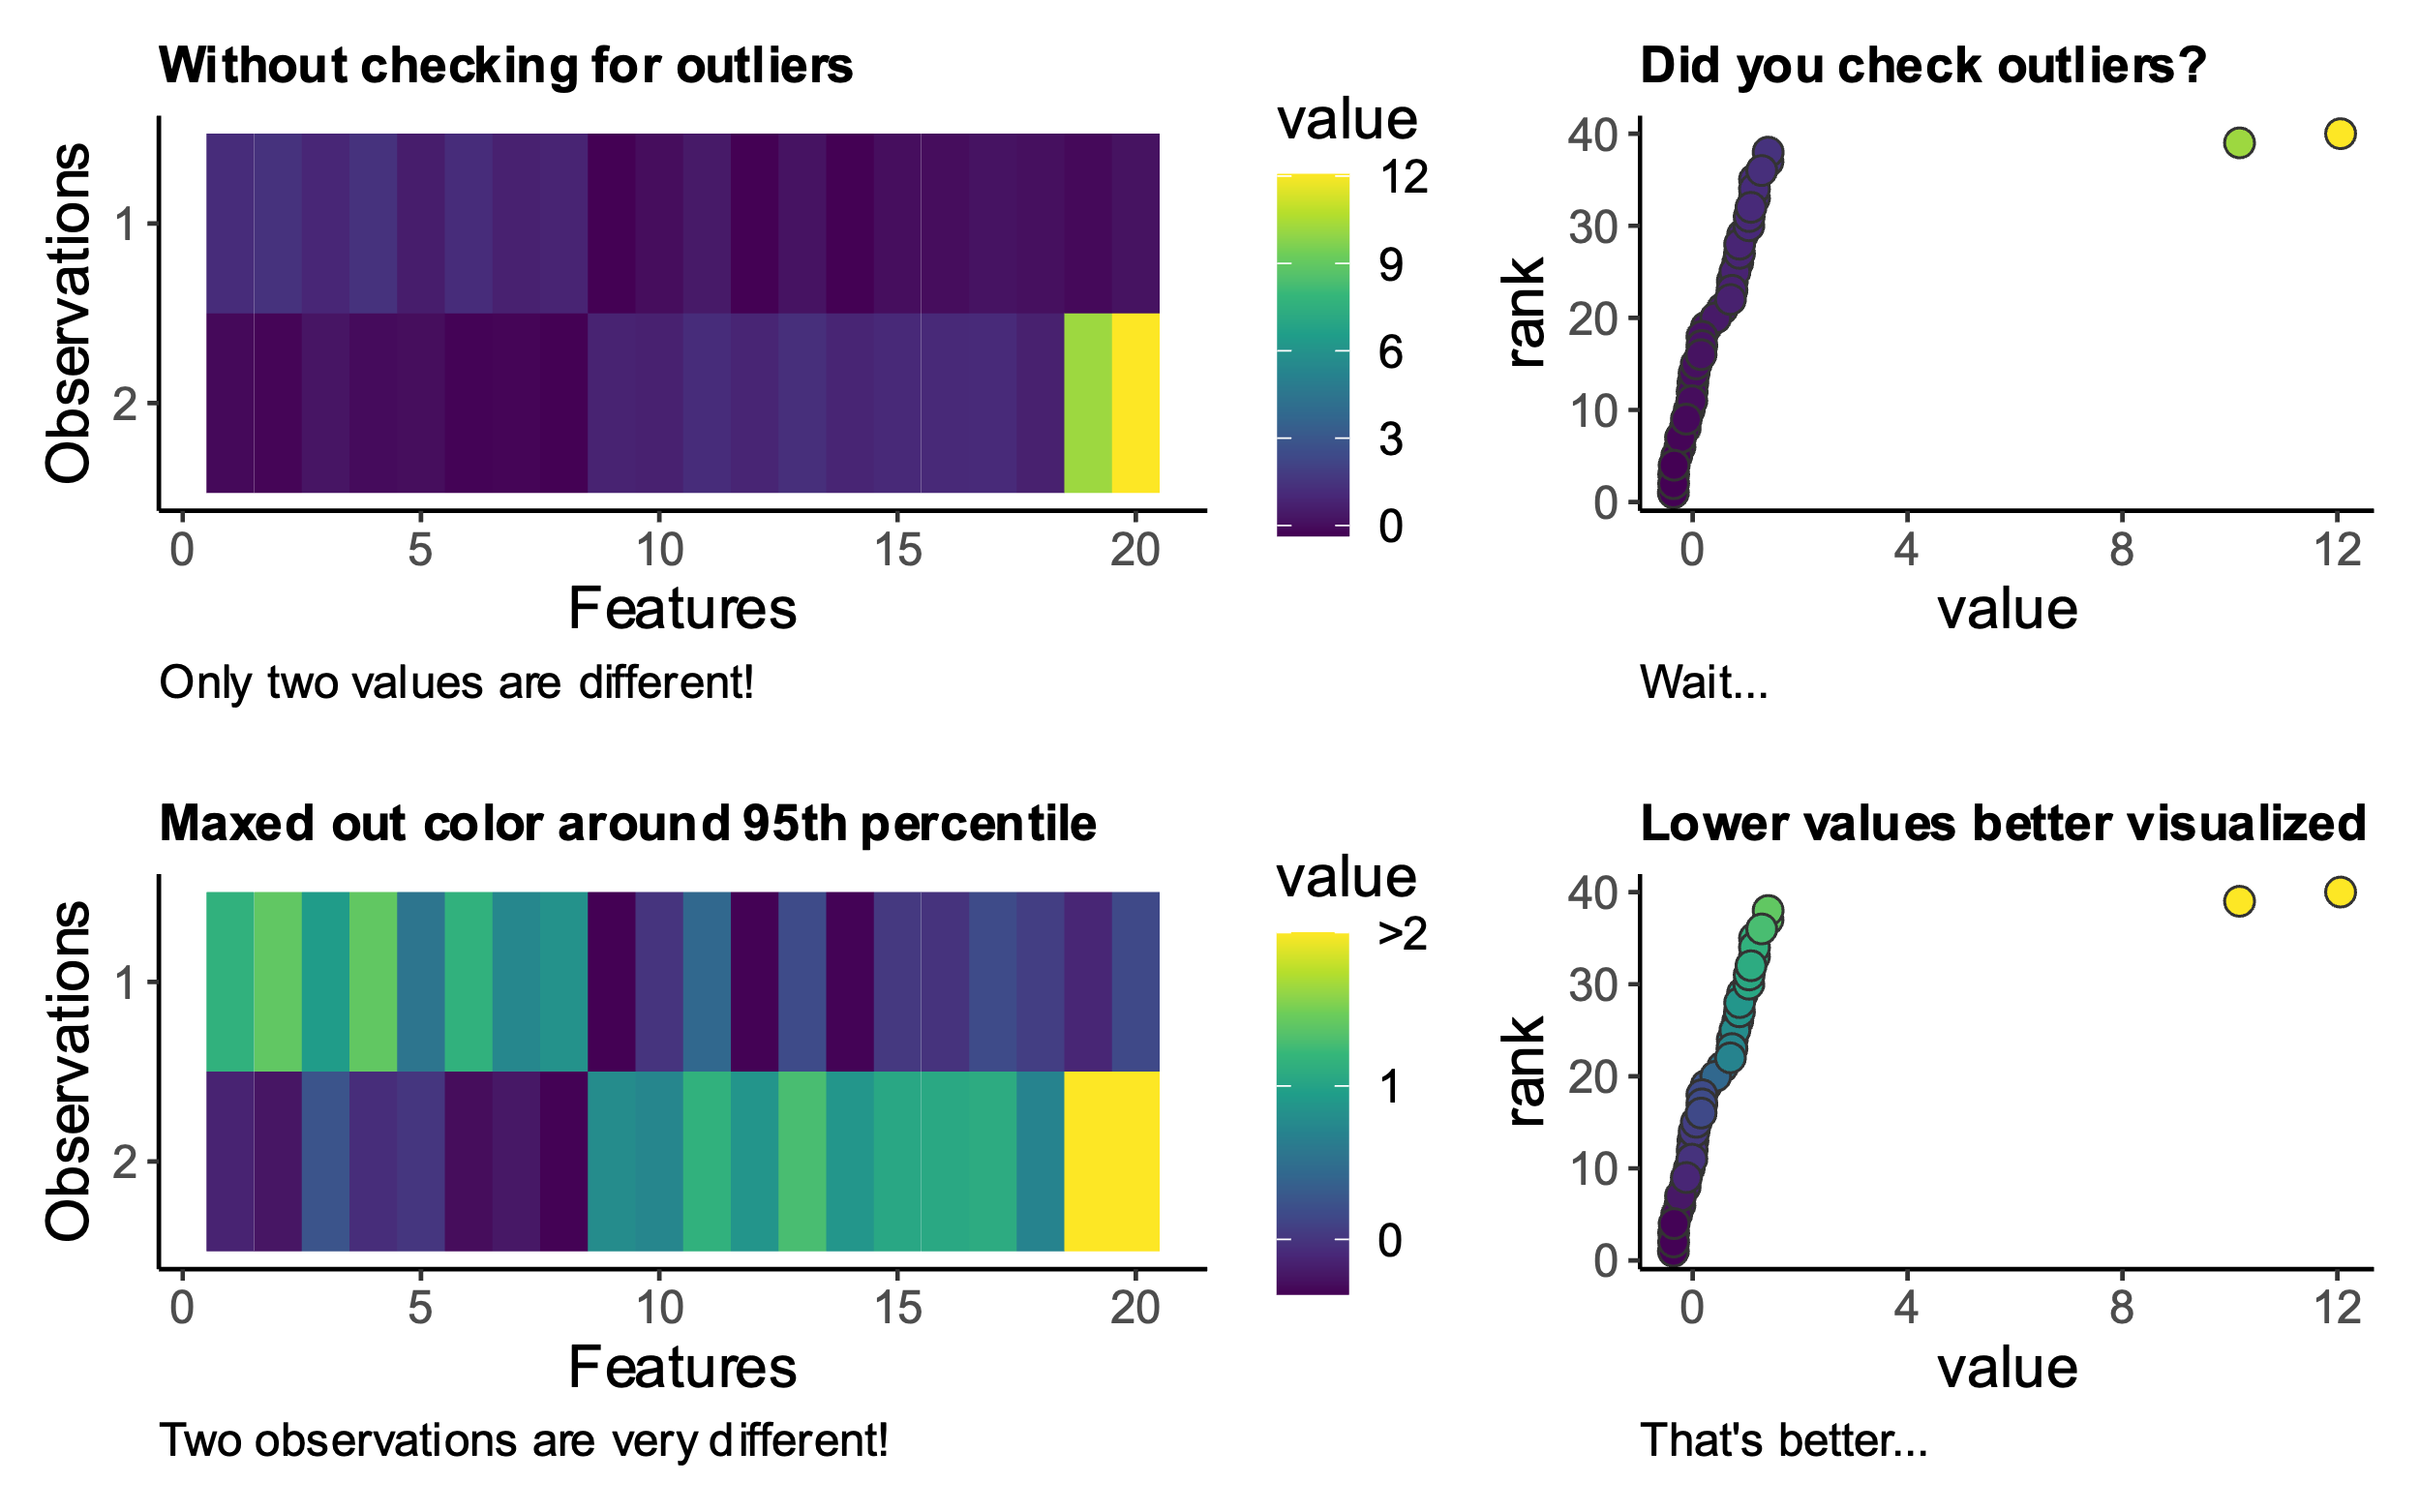 Without checking for outliers
Observations
1
2
0 5 10 15 20
Features
Only two values are different!
value
12
9
6
3
0
Did you check outliers?
rank
40
30
20
10
0
0 4 8 12
value
Wait...
Maxed out color around 95th percentile
Observations
1
2
0 5 10 15 20
Features
Two observations are very different!
value
>2
1
0
Lower values better visualized
rank
40
30
20
10
0
0 4 8 12
value
That's better...